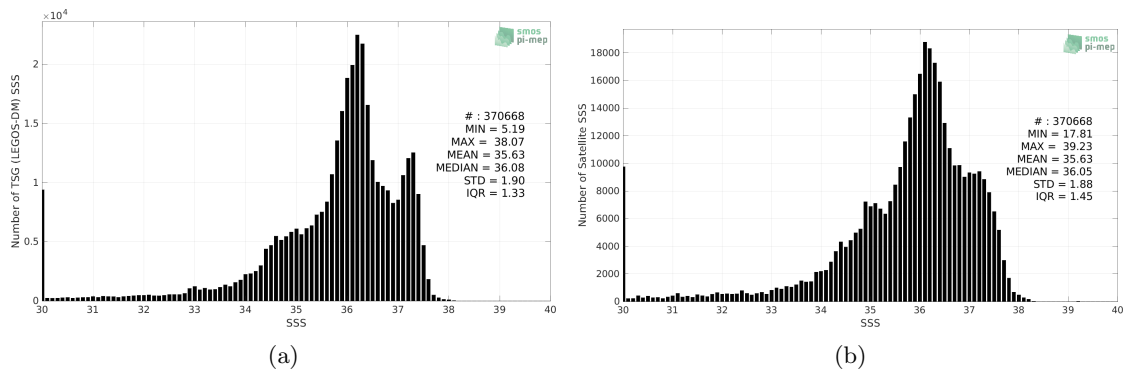 ×10⁴
smos
pi-mep
2
1
0.5
0
Number of TSG (LEGOS-DM) SSS
# : 370668
MIN = 5.19
MAX = 38.07
MEAN = 35.63
MEDIAN = 36.08
STD = 1.90
IQR = 1.33
30 31 32 33 34 35 36 37 38 39 40
SSS
(a)
smos
pi-mep
18000
16000
14000
12000
10000
8000
6000
4000
2000
0
Number of Satellite SSS
# : 370668
MIN = 17.81
MAX = 39.23
MEAN = 35.63
MEDIAN = 36.05
STD = 1.88
IQR = 1.45
30 31 32 33 34 35 36 37 38 39 40
SSS
(b)